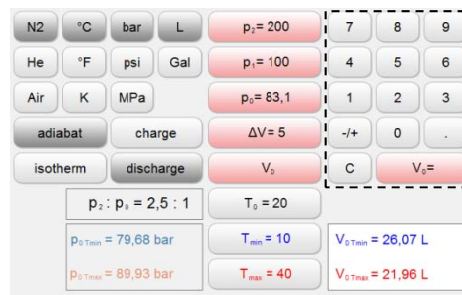 N2 °C bar L p₂= 200 7 8 9
He °F psi Gal p₁= 100 4 5 6
Air K MPa p₀= 83,1 1 2 3
adiabat charge ΔV= 5 -/+ 0 .
isotherm discharge V₀ C V₀=
p₂ : p₀ = 2,5 : 1 T₀ = 20
p₀ Tmin = 79,68 bar Tmin = 10 V₀ Tmin = 26,07 L
p₀ Tmax = 89,93 bar Tmax = 40 V₀ Tmax = 21,96 L